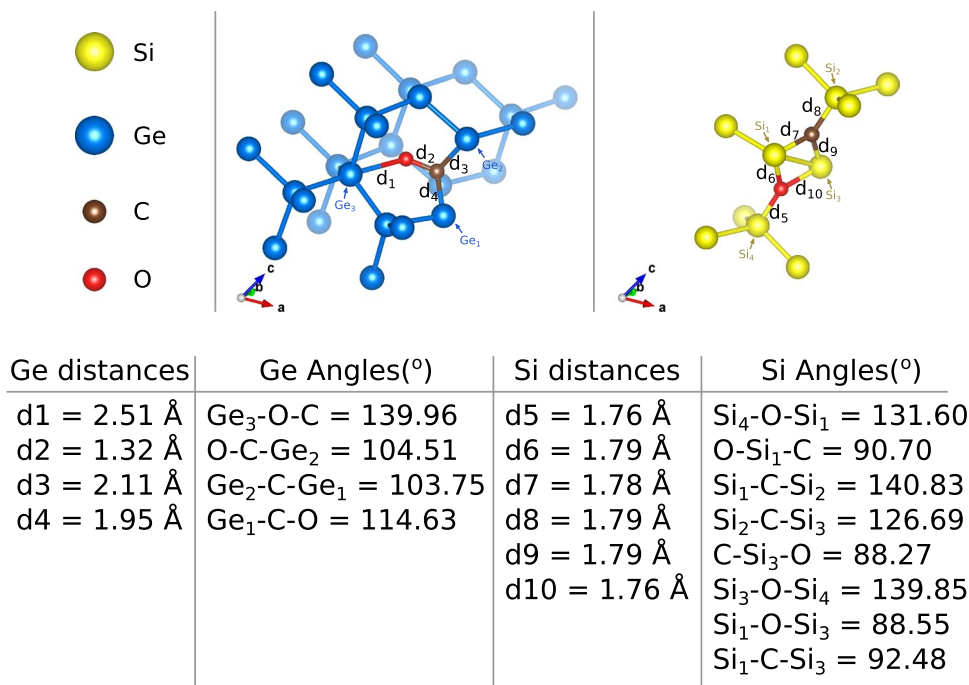 Si
Ge
C
O
d1
d2
d3
d4
Ge3
Ge2
Ge1
c
b
a
Si2
d8
Si1
d7
d9
d6
d10
Si3
d5
Si4
c
b
a
Ge distances
d1 = 2.51 Å
d2 = 1.32 Å
d3 = 2.11 Å
d4 = 1.95 Å
Ge Angles(°)
Ge₃-O-C = 139.96
O-C-Ge₂ = 104.51
Ge₂-C-Ge₁ = 103.75
Ge₁-C-O = 114.63
Si distances
d5 = 1.76 Å
d6 = 1.79 Å
d7 = 1.78 Å
d8 = 1.79 Å
d9 = 1.79 Å
d10 = 1.76 Å
Si Angles(°)
Si₄-O-Si₁ = 131.60
O-Si₁-C = 90.70
Si₁-C-Si₂ = 140.83
Si₂-C-Si₃ = 126.69
C-Si₃-O = 88.27
Si₃-O-Si₄ = 139.85
Si₁-O-Si₃ = 88.55
Si₁-C-Si₃ = 92.48